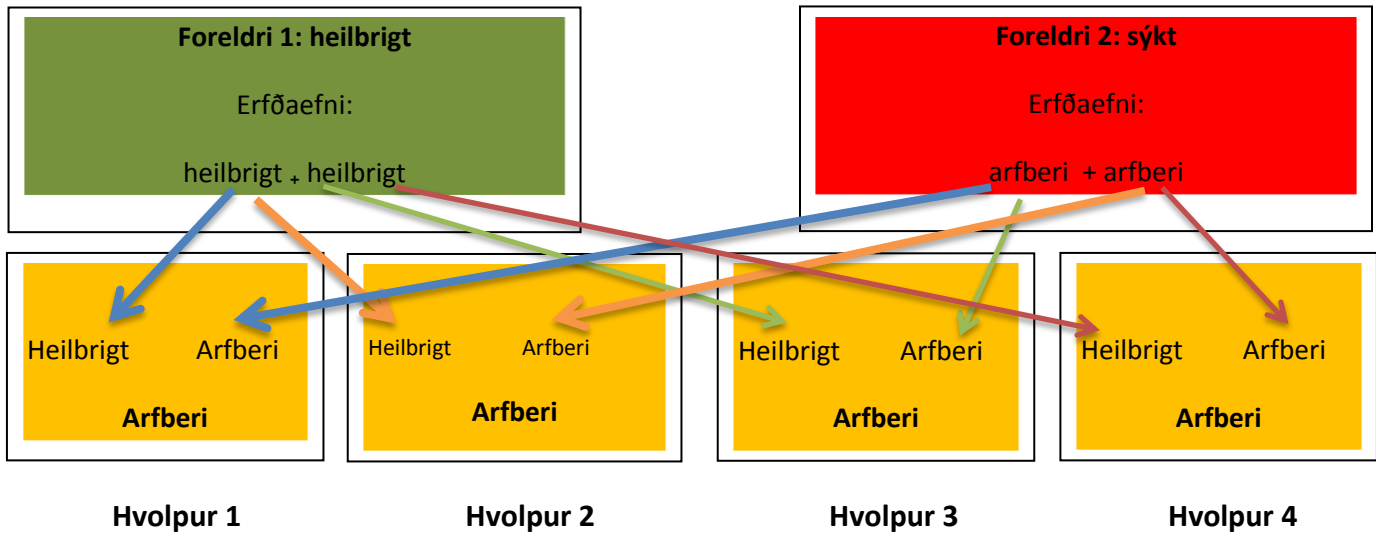 Foreldri 1: heilbrigt
Erfðaefni:
heilbrigt + heilbrigt
Foreldri 2: sýkt
Erfðaefni:
arfberi + arfberi
Heilbrigt Arfberi
Arfberi
Heilbrigt Arfberi
Arfberi
Heilbrigt Arfberi
Arfberi
Heilbrigt Arfberi
Arfberi
Hvolpur 1 Hvolpur 2 Hvolpur 3 Hvolpur 4